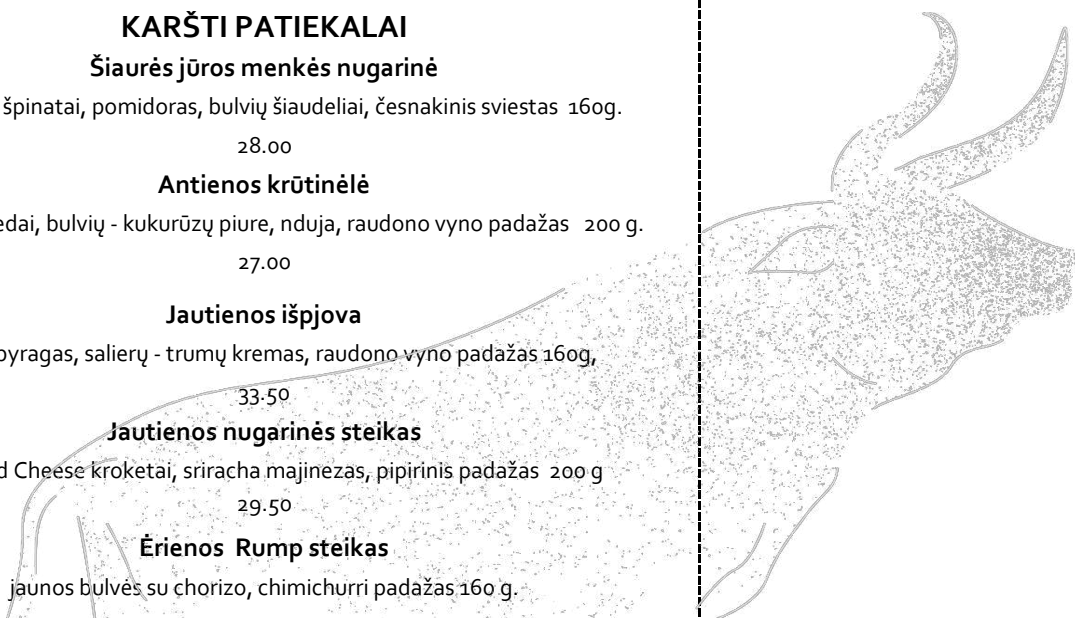 KARŠTI PATIEKALAI
Šiaurės jūros menkės nugarinė
špinatai, pomidoras, bulvių šiaudeliai, česnakinis sviestas 160g.
28.00
Antienos krūtinėlė
bulvių - kukurūzų piure, nduja, raudono vyno padažas 200 g.
27.00
Jautienos išpjova
pyragas, salierų - trumų kremas, raudono vyno padažas 160g,
33.50
Jautienos nugarinės steikas
Cheese kroketai, sriracha majinezas, pipirinis padažas 200 g
29.50
Ėrienos Rump steikas
jaunos bulvės su chorizo, chimichurri padažas 160 g.